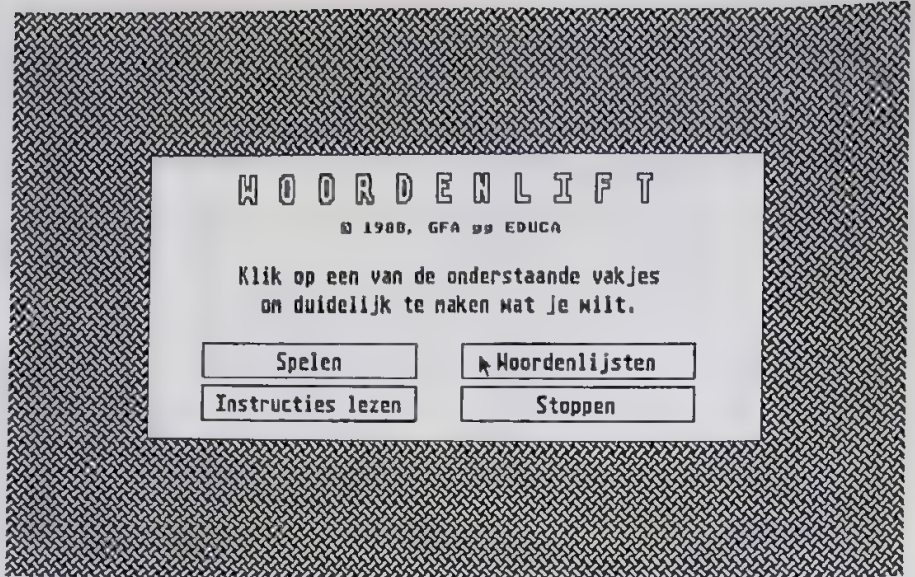 WOORDENLIFT
© 1988, GFA gg EDUCA
Klik op een van de onderstaande vakjes
om duidelijk te maken wat je wilt.
Spelen
Woordenlijsten
Instructies lezen
Stoppen